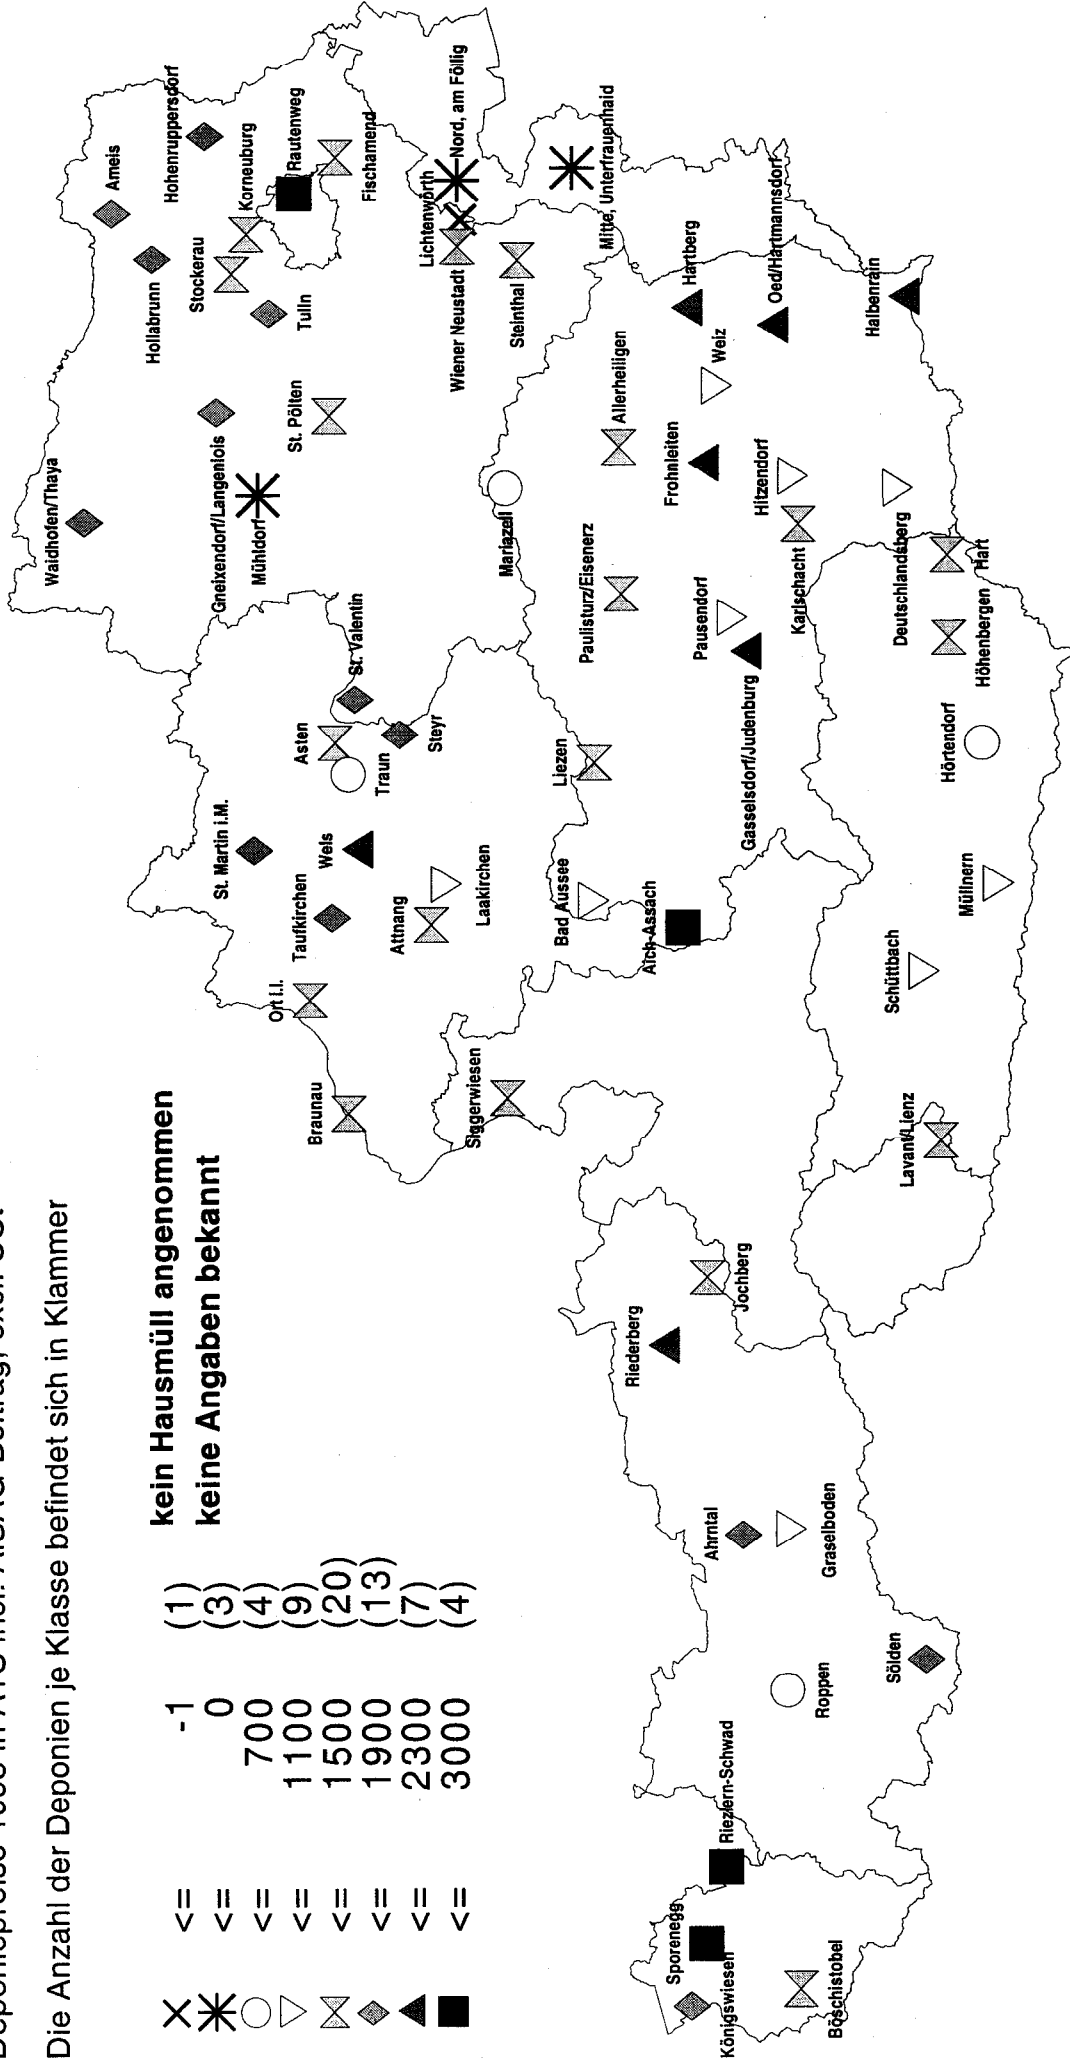 Die Anzahl der Deponien je Klasse befindet sich in Klammer
<= -1 (1) kein Hausmüll angenommen
<= 0 (3) keine Angaben bekannt
<= 700 (4)
<= 1100 (9)
<= 1500 (20)
<= 1900 (13)
<= 2300 (7)
<= 3000 (4)
Waidhofen/Thaya
Ameis
Hollabrunn
Hohenruppersdorf
Stockerau
Korneuburg
Rautenweg
Gneixendorf/Langenlois
Mühldorf
Tulln
St. Pölten
Fischamend
Lichtenwörth
Nord, am Föllig
Wiener Neustadt
Steinthal
Mitte, Unterfrauenhaid
Mariazell
St. Valentin
Asten
Traun
Steyr
St. Martin i.M.
Wels
Taufkirchen
Attnang
Laakirchen
Ort i.I.
Braunau
Siggerwiesen
Liezen
Bad Aussee
Aich-Assach
Paulisturz/Eisenerz
Allerheiligen
Hartberg
Weiz
Oed/Hartmannsdorf
Halbenrain
Frohnleiten
Hitzendorf
Pausendorf
Karlschacht
Gasselsdorf/Judenburg
Deutschlandsberg
Hart
Höhenbergen
Hörtendorf
Müllnern
Schüttbach
Lavant/Lienz
Jochberg
Riederberg
Ahrntal
Graselboden
Sölden
Roppen
Riezlern-Schwad
Sporenegg
Königswiesen
Böschistobel